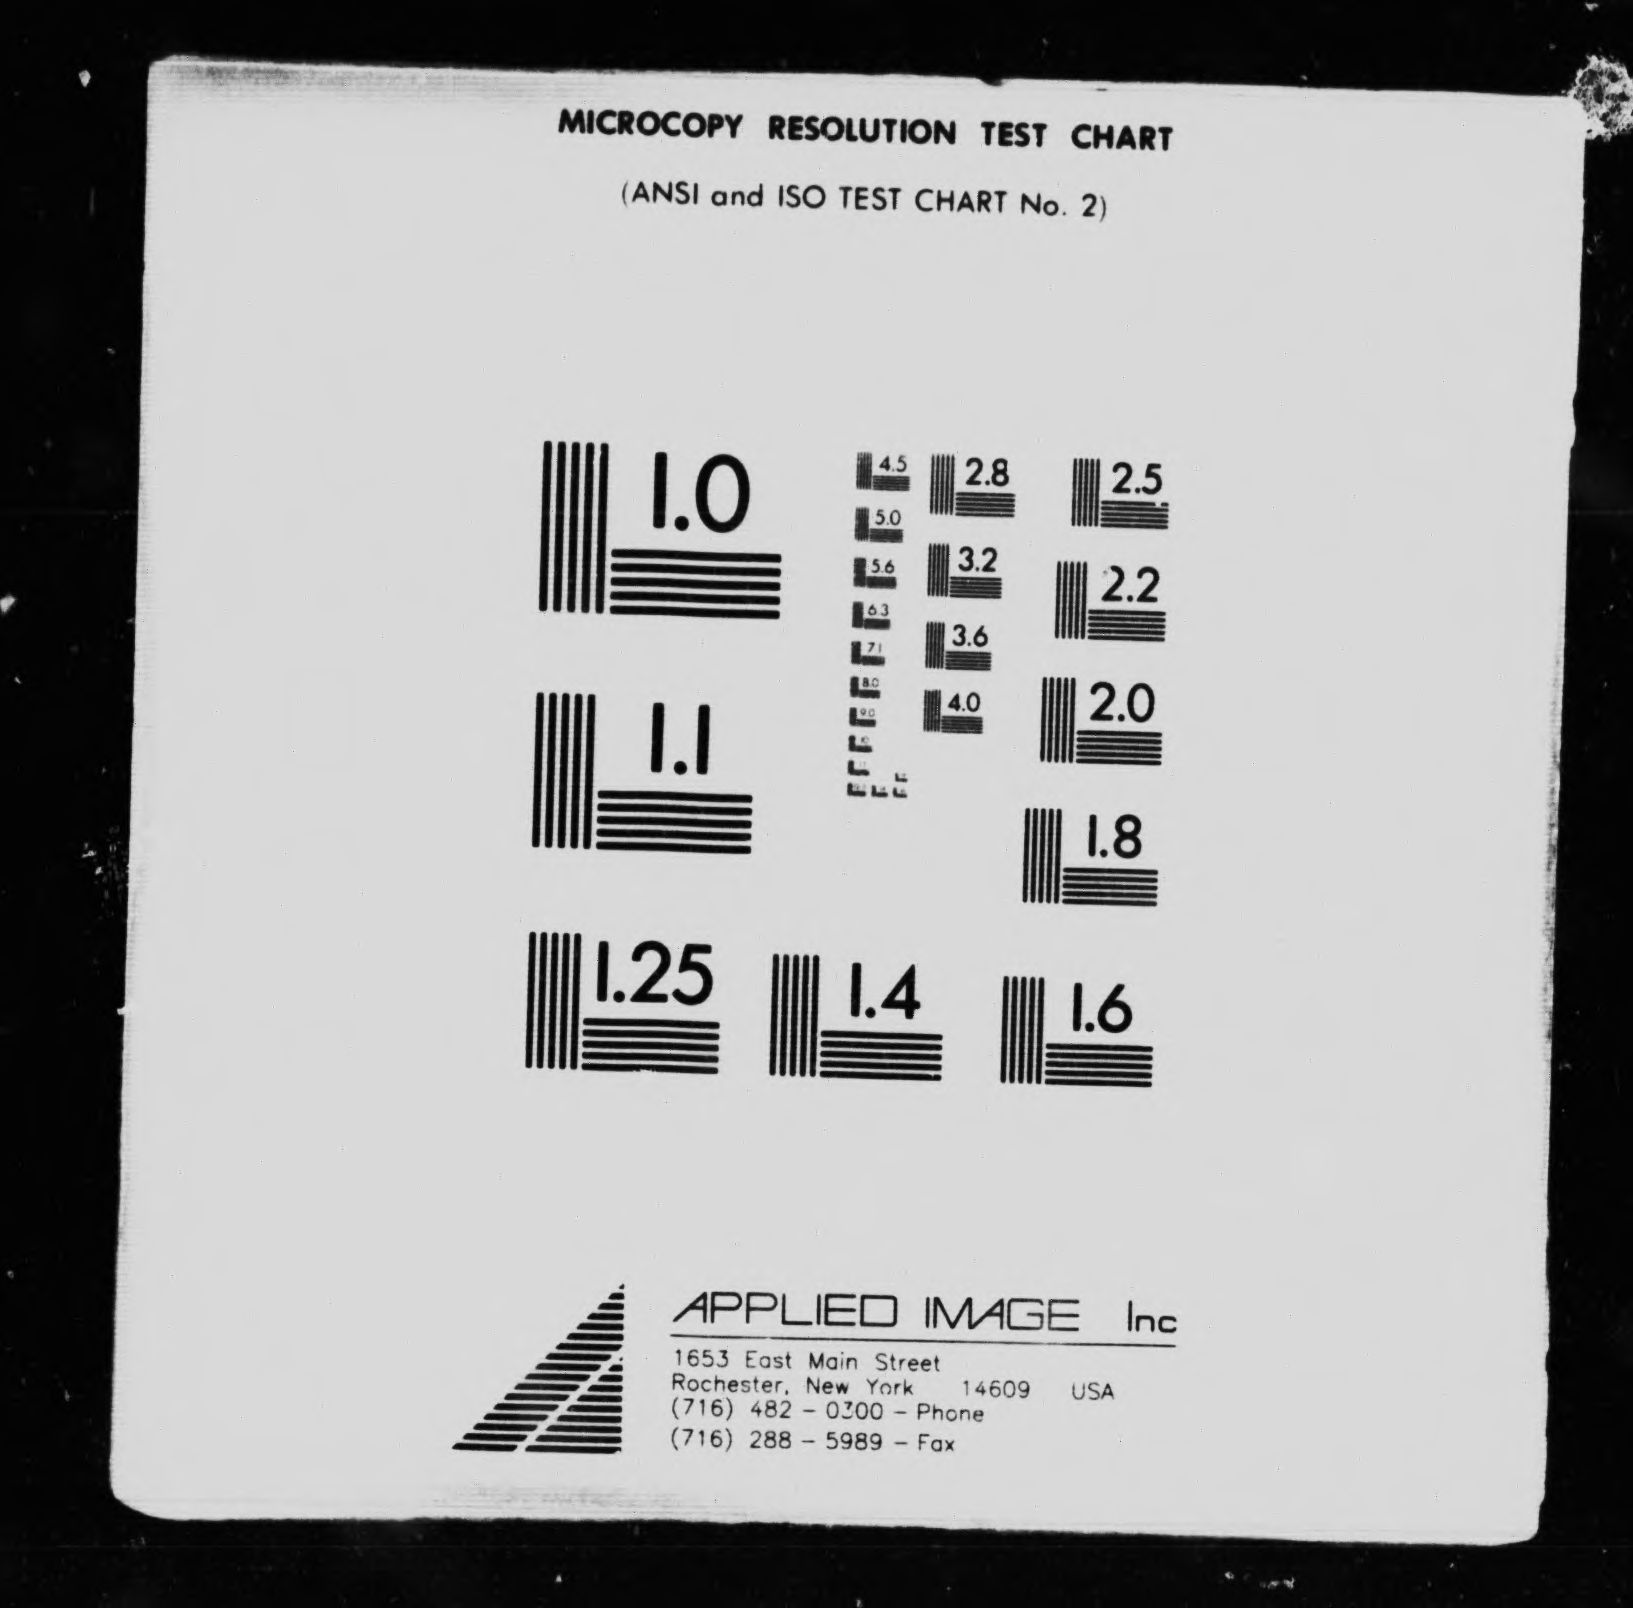 MICROCOPY RESOLUTION TEST CHART
(ANSI and ISO TEST CHART No. 2)
1.0
1.1
1.25
1.4
1.6
1.8
2.0
2.2
2.5
2.8
3.2
3.6
4.0
4.5
5.0
5.6
6.3
7.1
8.0
9.0
APPLIED IMAGE Inc
1653 East Main Street
Rochester, New York 14609 USA
(716) 482 - 0300 - Phone
(716) 288 - 5989 - Fax